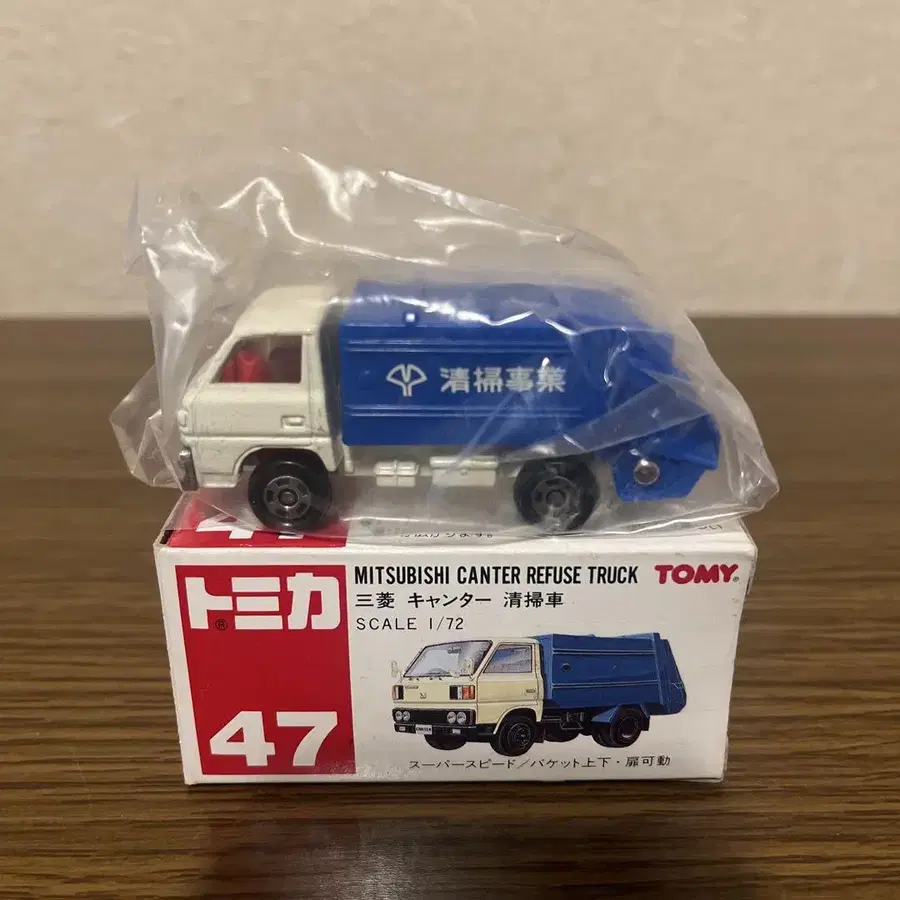 清掃事業
トミカ®
47
MITSUBISHI CANTER REFUSE TRUCK
TOMY®
三菱 キャンター 清掃車
SCALE 1/72
スーパースピード/バケット上下・扉可動